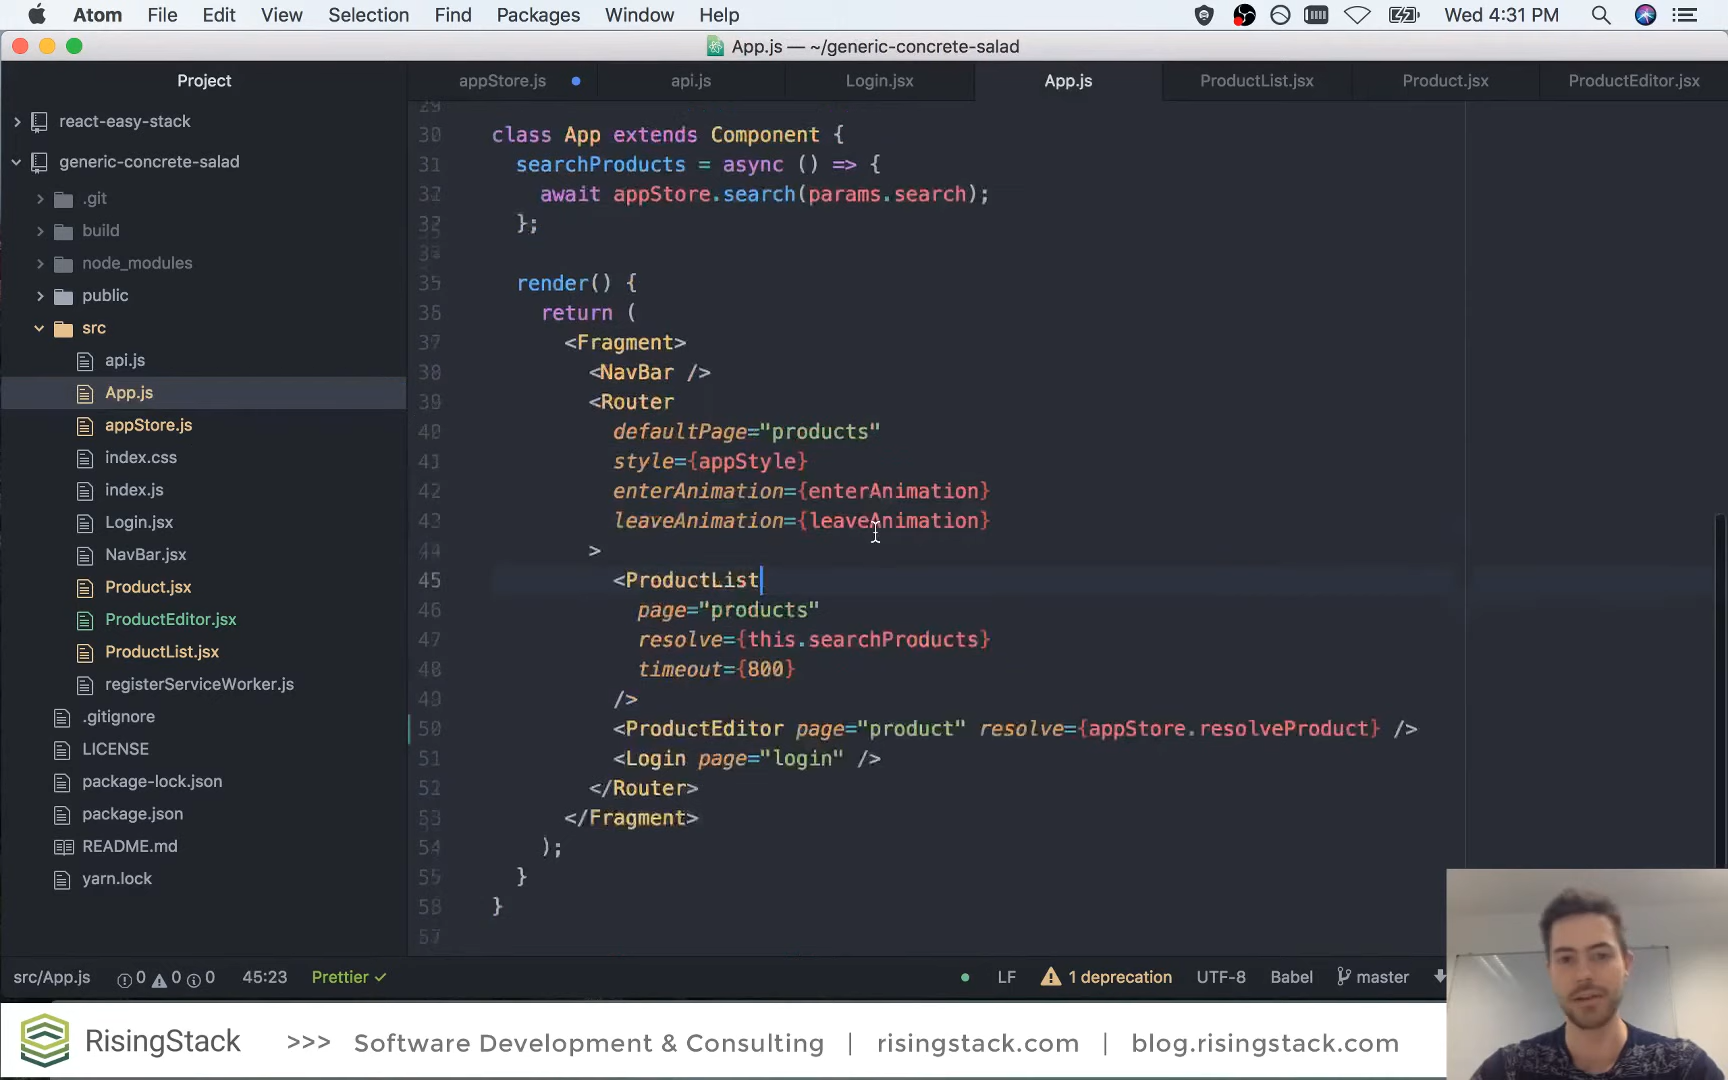 Atom File Edit View Selection Find Packages Window Help Wed 4:31 PM
App.js — ~/generic-concrete-salad
Project
appStore.js api.js Login.jsx App.js ProductList.jsx Product.jsx ProductEditor.jsx
react-easy-stack
generic-concrete-salad
.git
build
node_modules
public
src
api.js
App.js
appStore.js
index.css
index.js
Login.jsx
NavBar.jsx
Product.jsx
ProductEditor.jsx
ProductList.jsx
registerServiceWorker.js
.gitignore
LICENSE
package-lock.json
package.json
README.md
yarn.lock
29
30 class App extends Component {
31 searchProducts = async () => {
32 await appStore.search(params.search);
};
34
35 render() {
36 return (
37 <Fragment>
38 <NavBar />
39 <Router
40 defaultPage="products"
41 style={appStyle}
42 enterAnimation={enterAnimation}
43 leaveAnimation={leaveAnimation}
44 >
45 <ProductList
46 page="products"
47 resolve={this.searchProducts}
48 timeout={800}
49 />
50 <ProductEditor page="product" resolve={appStore.resolveProduct} />
51 <Login page="login" />
52 </Router>
53 </Fragment>
54 );
55 }
}
57
src/App.js 0 0 0 45:23 Prettier ✓ LF 1 deprecation UTF-8 Babel master
RisingStack >>> Software Development & Consulting | risingstack.com | blog.risingstack.com